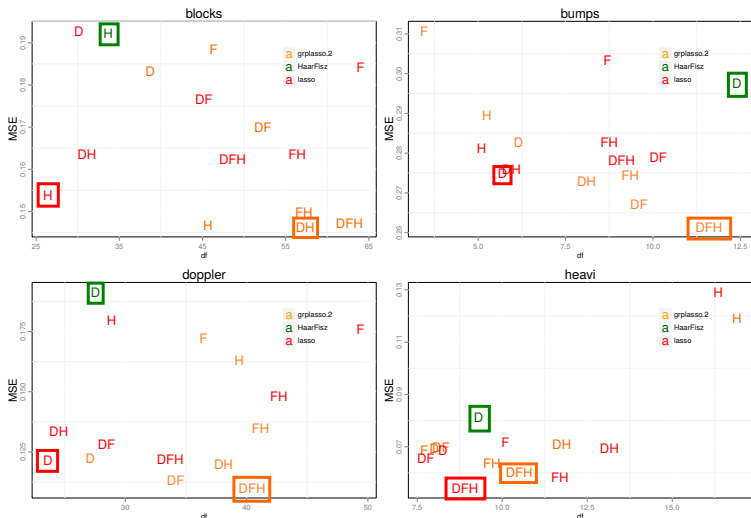 blocks
MSE
0.19
0.18
0.17
0.16
0.15
D
H
F
D
F
DF
DF
DH
DFH
FH
H
H
FH
DH
DFH
a grplasso.2
a HaarFisz
a lasso
25 35 45 55 65
df
bumps
MSE
0.31
0.30
0.29
0.28
0.27
0.26
H
F
D
H
D
H
FH
DFH
DF
D
DH
DH
FH
DF
DFH
a grplasso.2
a HaarFisz
a lasso
5.0 7.5 10.0 12.5
df
doppler
MSE
0.175
0.150
0.125
D
H
F
F
H
FH
DH
FH
DF
D
D
DFH
DH
DF
DFH
a grplasso.2
a HaarFisz
a lasso
30 40 50
df
heavi
MSE
0.13
0.11
0.09
0.07
H
H
D
F
DH
DH
F
DF
DF
DF
D
FH
DFH
FH
DFH
a grplasso.2
a HaarFisz
a lasso
7.5 10.0 12.5 15.0
df